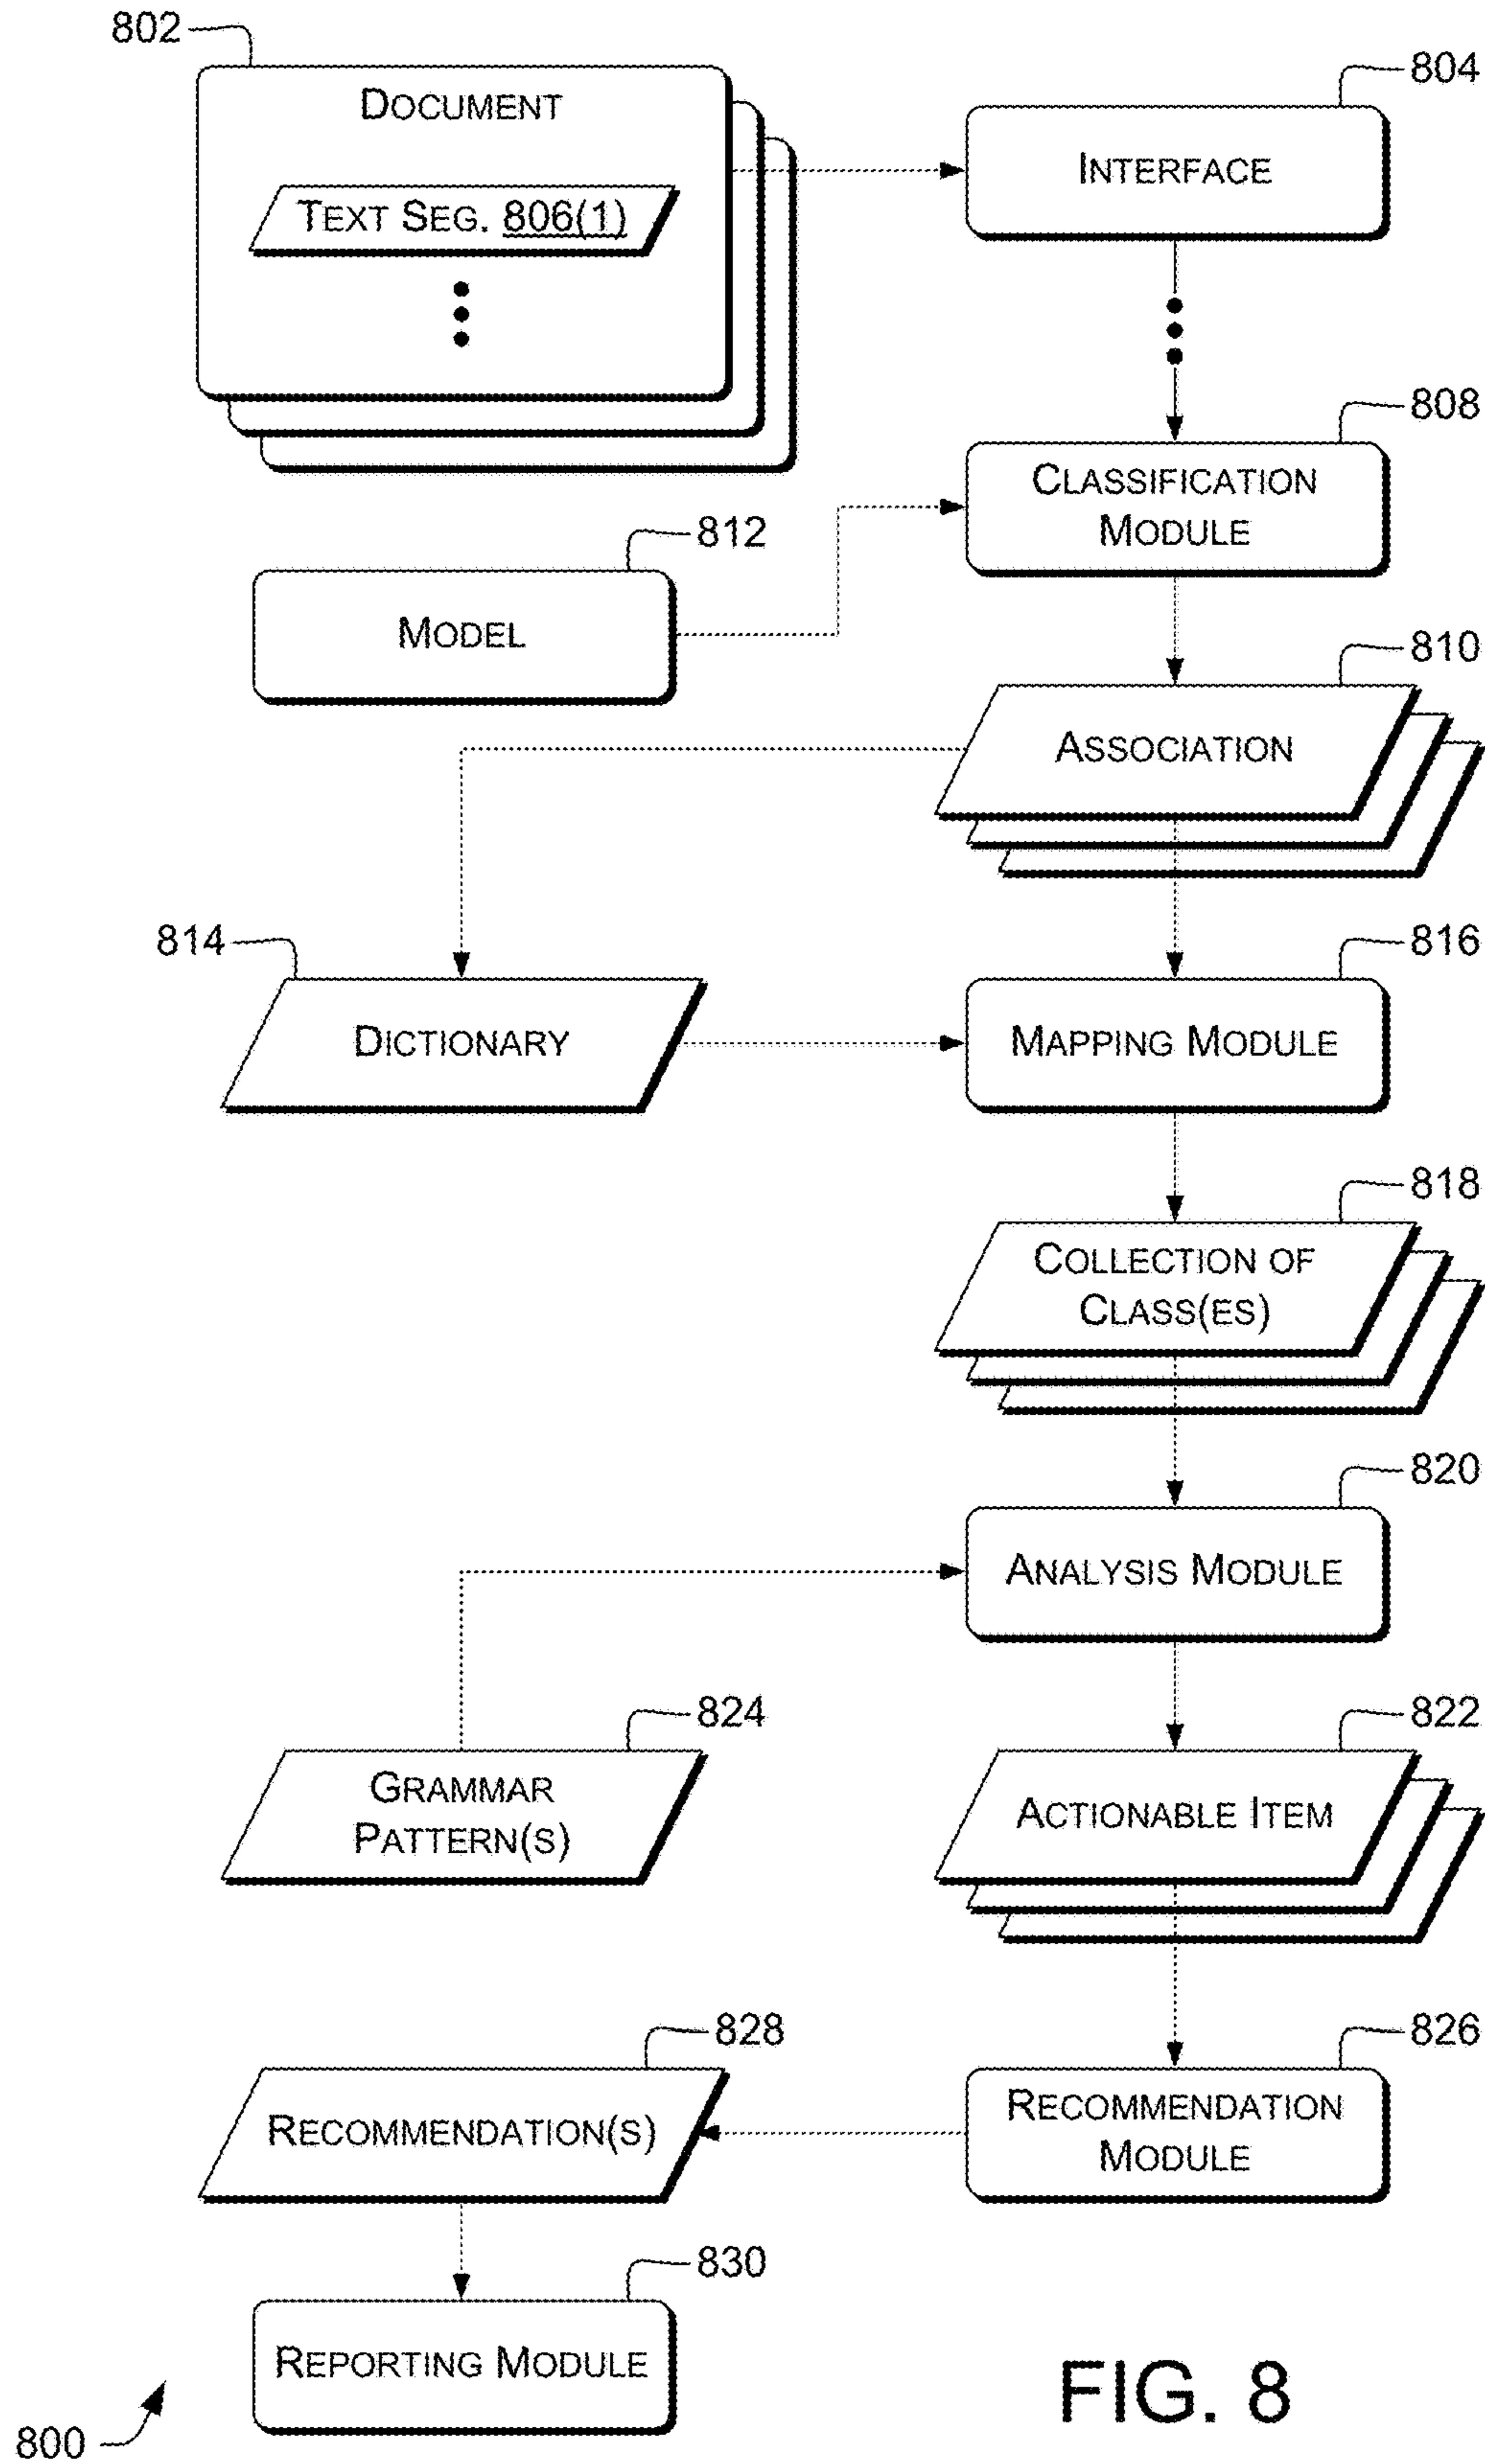 802
DOCUMENT
TEXT SEG. 806(1)
804
INTERFACE
808
CLASSIFICATION
MODULE
812
MODEL
810
ASSOCIATION
814
DICTIONARY
816
MAPPING MODULE
818
COLLECTION OF
CLASS(ES)
820
ANALYSIS MODULE
824
GRAMMAR
PATTERN(S)
822
ACTIONABLE ITEM
828
RECOMMENDATION(S)
826
RECOMMENDATION
MODULE
830
REPORTING MODULE
800
FIG. 8